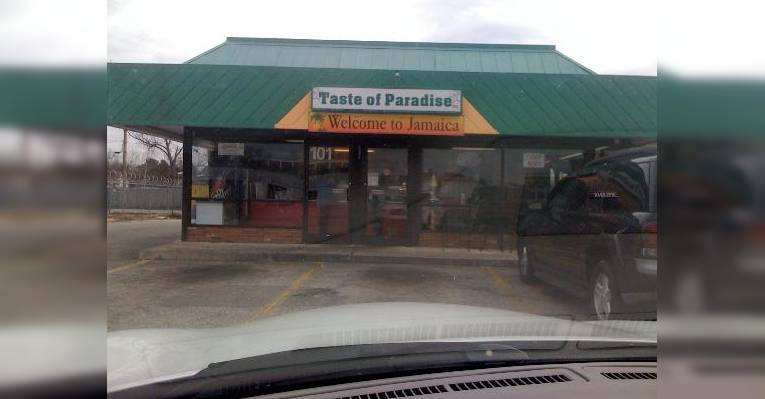 Taste of Paradise
Welcome to Jamaica
101